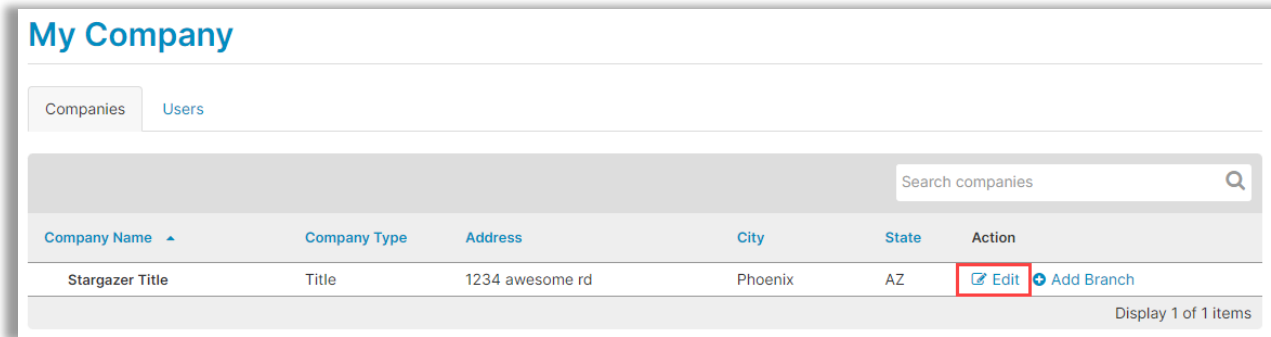 My Company
Companies Users
Search companies
Company Name Company Type Address City State Action
Stargazer Title Title 1234 awesome rd Phoenix AZ Edit Add Branch
Display 1 of 1 items